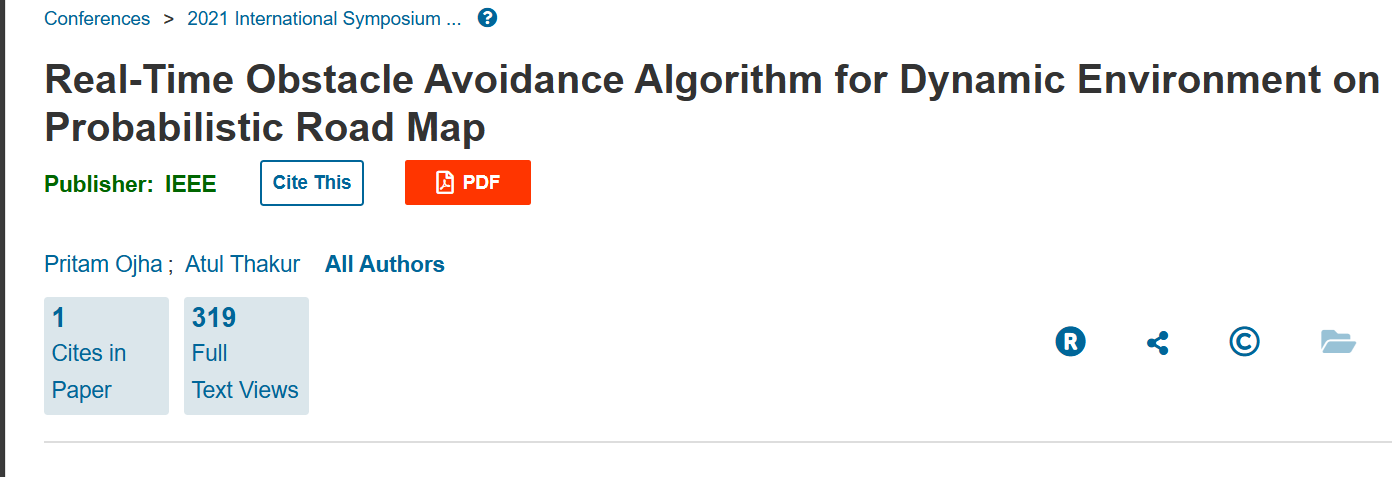 Conferences > 2021 International Symposium ... ?
Real-Time Obstacle Avoidance Algorithm for Dynamic Environment on
Probabilistic Road Map
Publisher: IEEE Cite This PDF
Pritam Ojha ; Atul Thakur All Authors
1
Cites in
Paper
319
Full
Text Views
R ©